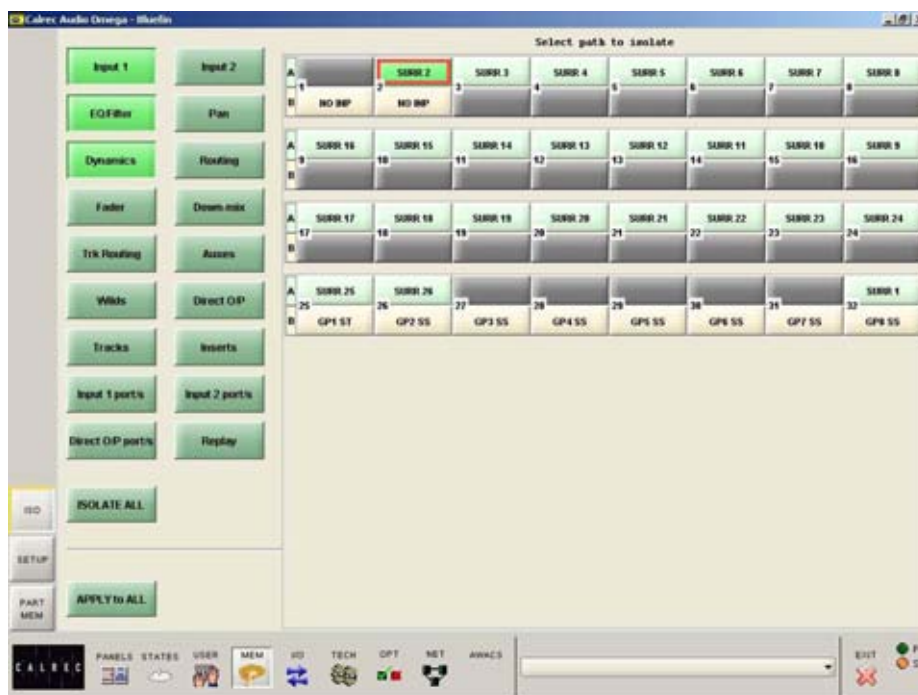 Calrec Audio Omega - Bluefin
Select path to isolate
Input 1 Input 2
EQ/Filter Pan
Dynamics Routing
Fader Down-mix
Trk Routing Auxes
Wilds Direct O/P
Tracks Inserts
Input 1 port/s Input 2 port/s
Direct O/P port/s Replay
ISOLATE ALL
APPLY to ALL
A SURR 2 SURR 3 SURR 4 SURR 5 SURR 6 SURR 7 SURR 8
1 2 3 4 5 6 7 8
B NO INP NO INP
A SURR 16 SURR 15 SURR 14 SURR 13 SURR 12 SURR 11 SURR 10 SURR 9
9 10 11 12 13 14 15 16
B
A SURR 17 SURR 18 SURR 19 SURR 20 SURR 21 SURR 22 SURR 23 SURR 24
17 18 19 20 21 22 23 24
B
A SURR 25 SURR 26 SURR 1
25 26 27 28 29 30 31 32
B GP1 ST GP2 SS GP3 SS GP4 SS GP5 SS GP6 SS GP7 SS GP8 SS
ISO
SETUP
PART
MEM
CALREC
PANELS STATES USER MEM I/O TECH OPT NET AWACS
EXIT
P
S